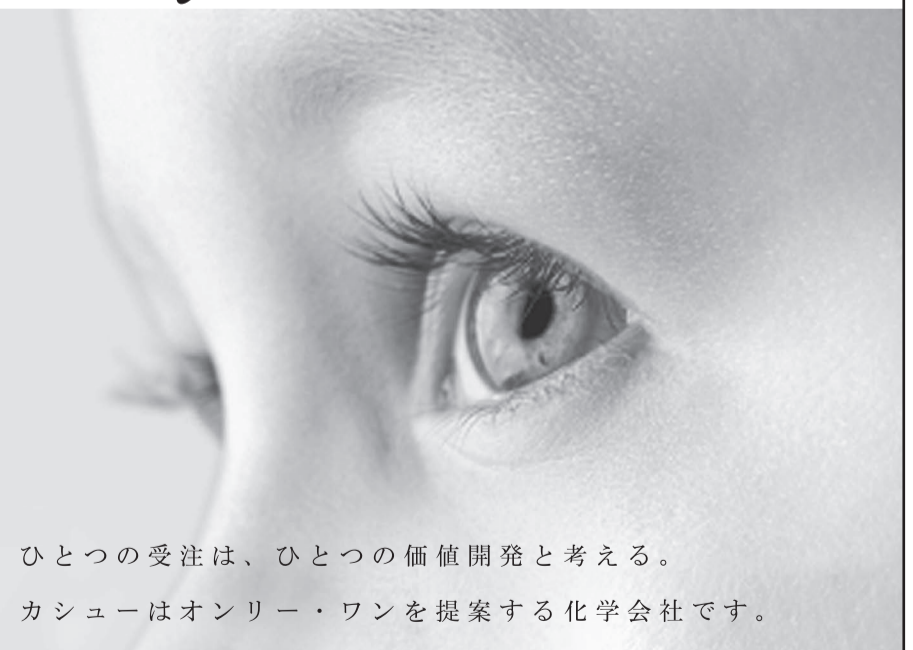 ひとつの受注は、ひとつの価値開発と考える。
カシューはオンリー・ワンを提案する化学会社です。